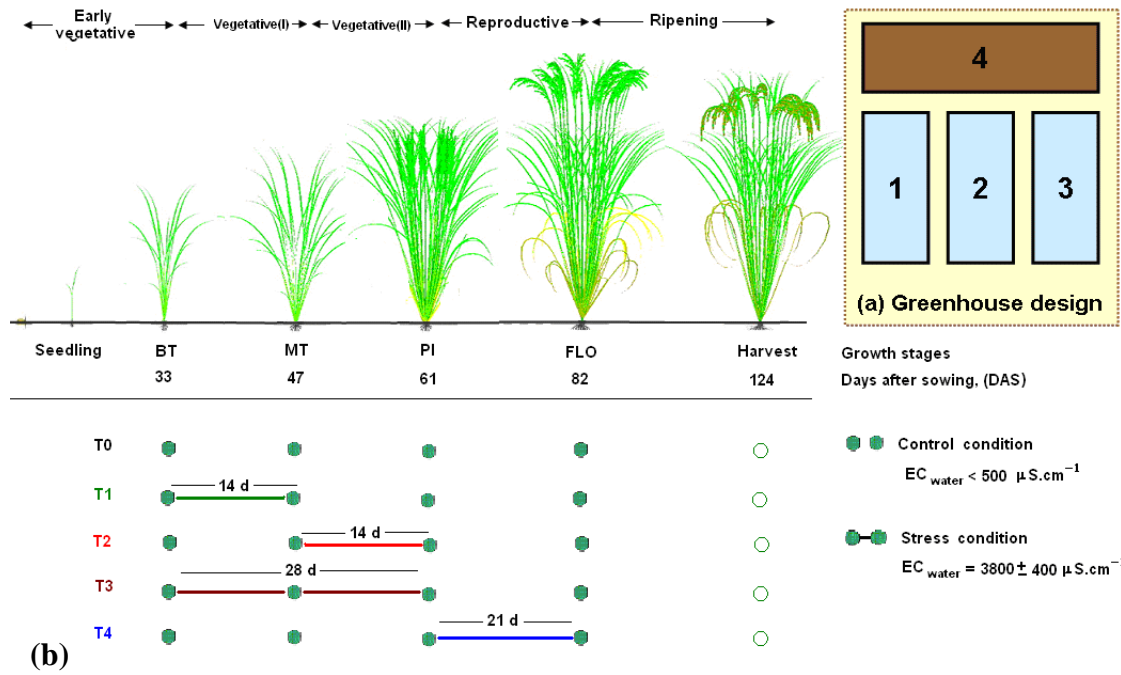 Early vegetative
Vegetative(I)
Vegetative(II)
Reproductive
Ripening
4
1 2 3
(a) Greenhouse design
Seedling BT MT PI FLO Harvest Growth stages
33 47 61 82 124 Days after sowing, (DAS)
T0
T1 14 d
T2 14 d
T3 28 d
T4 21 d
Control condition
EC water < 500 μS.cm⁻¹
Stress condition
EC water = 3800 ± 400 μS.cm⁻
(b)